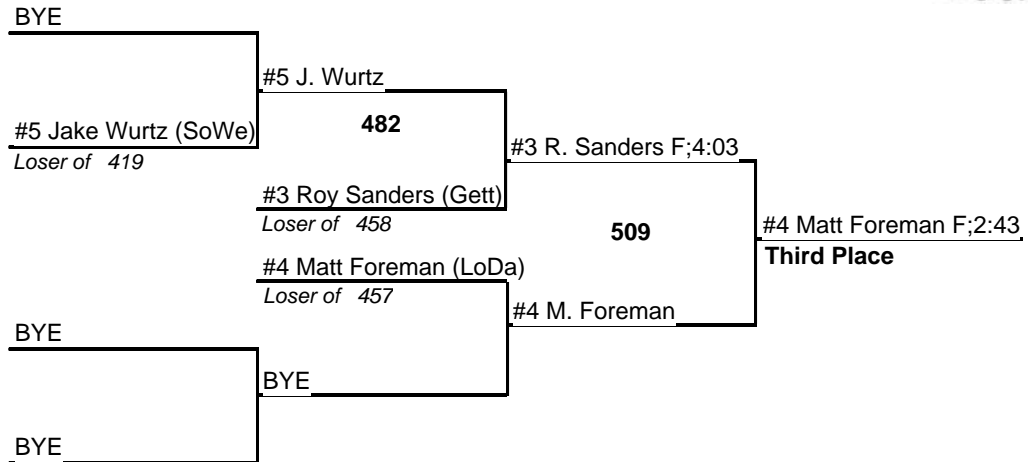 BYE
#5 J. Wurtz
#5 Jake Wurtz (SoWe)
Loser of 419
482
#3 R. Sanders F;4:03
#3 Roy Sanders (Gett)
Loser of 458
509
#4 Matt Foreman F;2:43
Third Place
#4 Matt Foreman (LoDa)
Loser of 457
#4 M. Foreman
BYE
BYE
BYE